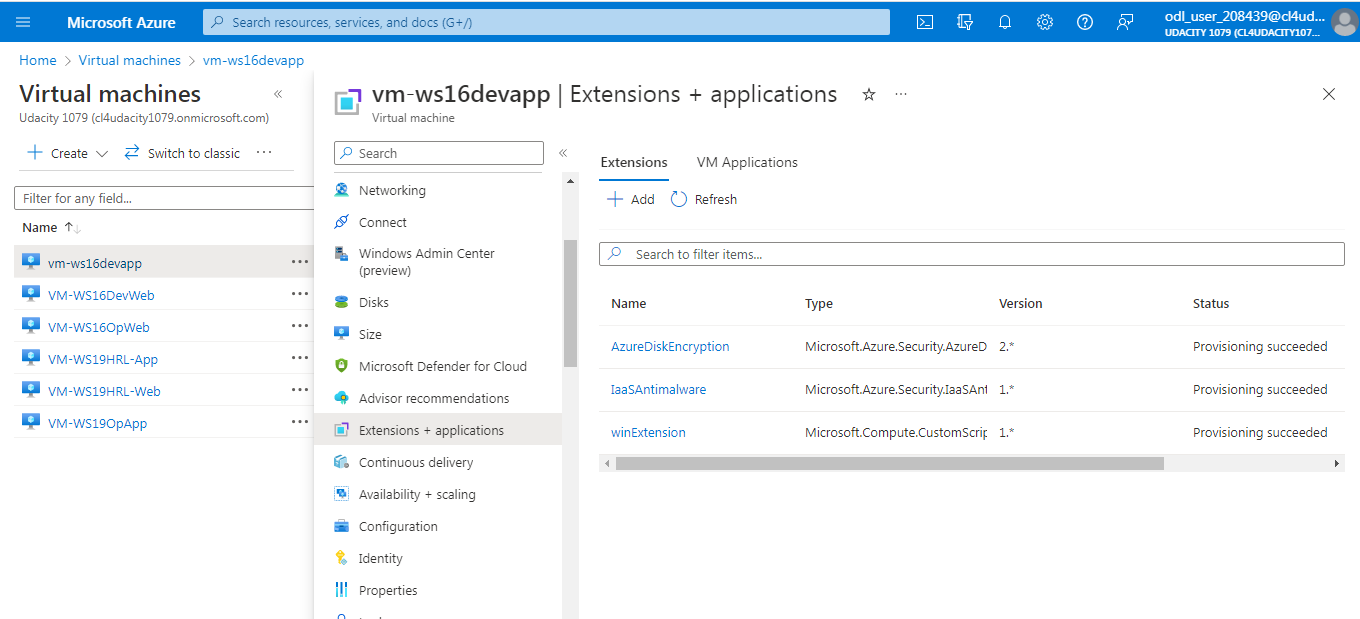 Microsoft Azure
Search resources, services, and docs (G+/)
odl_user_208439@cl4ud...
UDACITY 1079 (CL4UDACITY107...
Home > Virtual machines > vm-ws16devapp
Virtual machines
Udacity 1079 (cl4udacity1079.onmicrosoft.com)
Create
Switch to classic
Filter for any field...
Name
vm-ws16devapp
VM-WS16DevWeb
VM-WS16OpWeb
VM-WS19HRL-App
VM-WS19HRL-Web
VM-WS19OpApp
vm-ws16devapp | Extensions + applications
Virtual machine
Search
Networking
Connect
Windows Admin Center
(preview)
Disks
Size
Microsoft Defender for Cloud
Advisor recommendations
Extensions + applications
Continuous delivery
Availability + scaling
Configuration
Identity
Properties
Extensions VM Applications
Add Refresh
Search to filter items...
Name Type Version Status
AzureDiskEncryption Microsoft.Azure.Security.AzureD 2.* Provisioning succeeded
IaaSAntimalware Microsoft.Azure.Security.IaaSAnt 1.* Provisioning succeeded
winExtension Microsoft.Compute.CustomScrip 1.* Provisioning succeeded